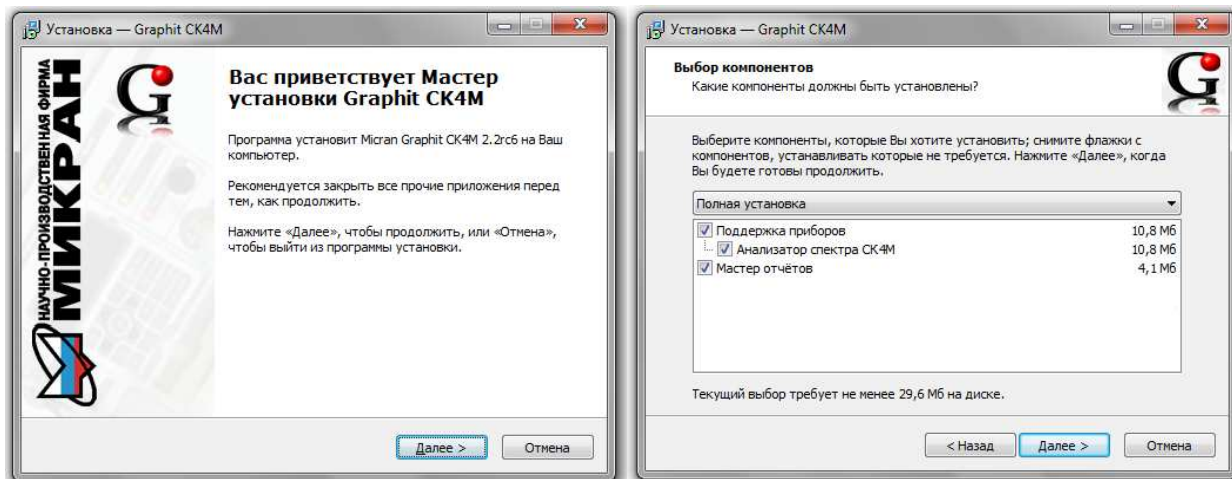 Установка — Graphit СК4М
НАУЧНО-ПРОИЗВОДСТВЕННАЯ ФИРМА
МИКРАН
Вас приветствует Мастер
установки Graphit СК4М
Программа установит Micran Graphit СК4М 2.2rc6 на Ваш
компьютер.
Рекомендуется закрыть все прочие приложения перед
тем, как продолжить.
Нажмите «Далее», чтобы продолжить, или «Отмена»,
чтобы выйти из программы установки.
Далее >
Отмена
Установка — Graphit СК4М
Выбор компонентов
Какие компоненты должны быть установлены?
Выберите компоненты, которые Вы хотите установить; снимите флажки с
компонентов, устанавливать которые не требуется. Нажмите «Далее», когда
Вы будете готовы продолжить.
Полная установка
Поддержка приборов 10,8 Мб
Анализатор спектра СК4М 10,8 Мб
Мастер отчётов 4,1 Мб
Текущий выбор требует не менее 29,6 Мб на диске.
< Назад
Далее >
Отмена